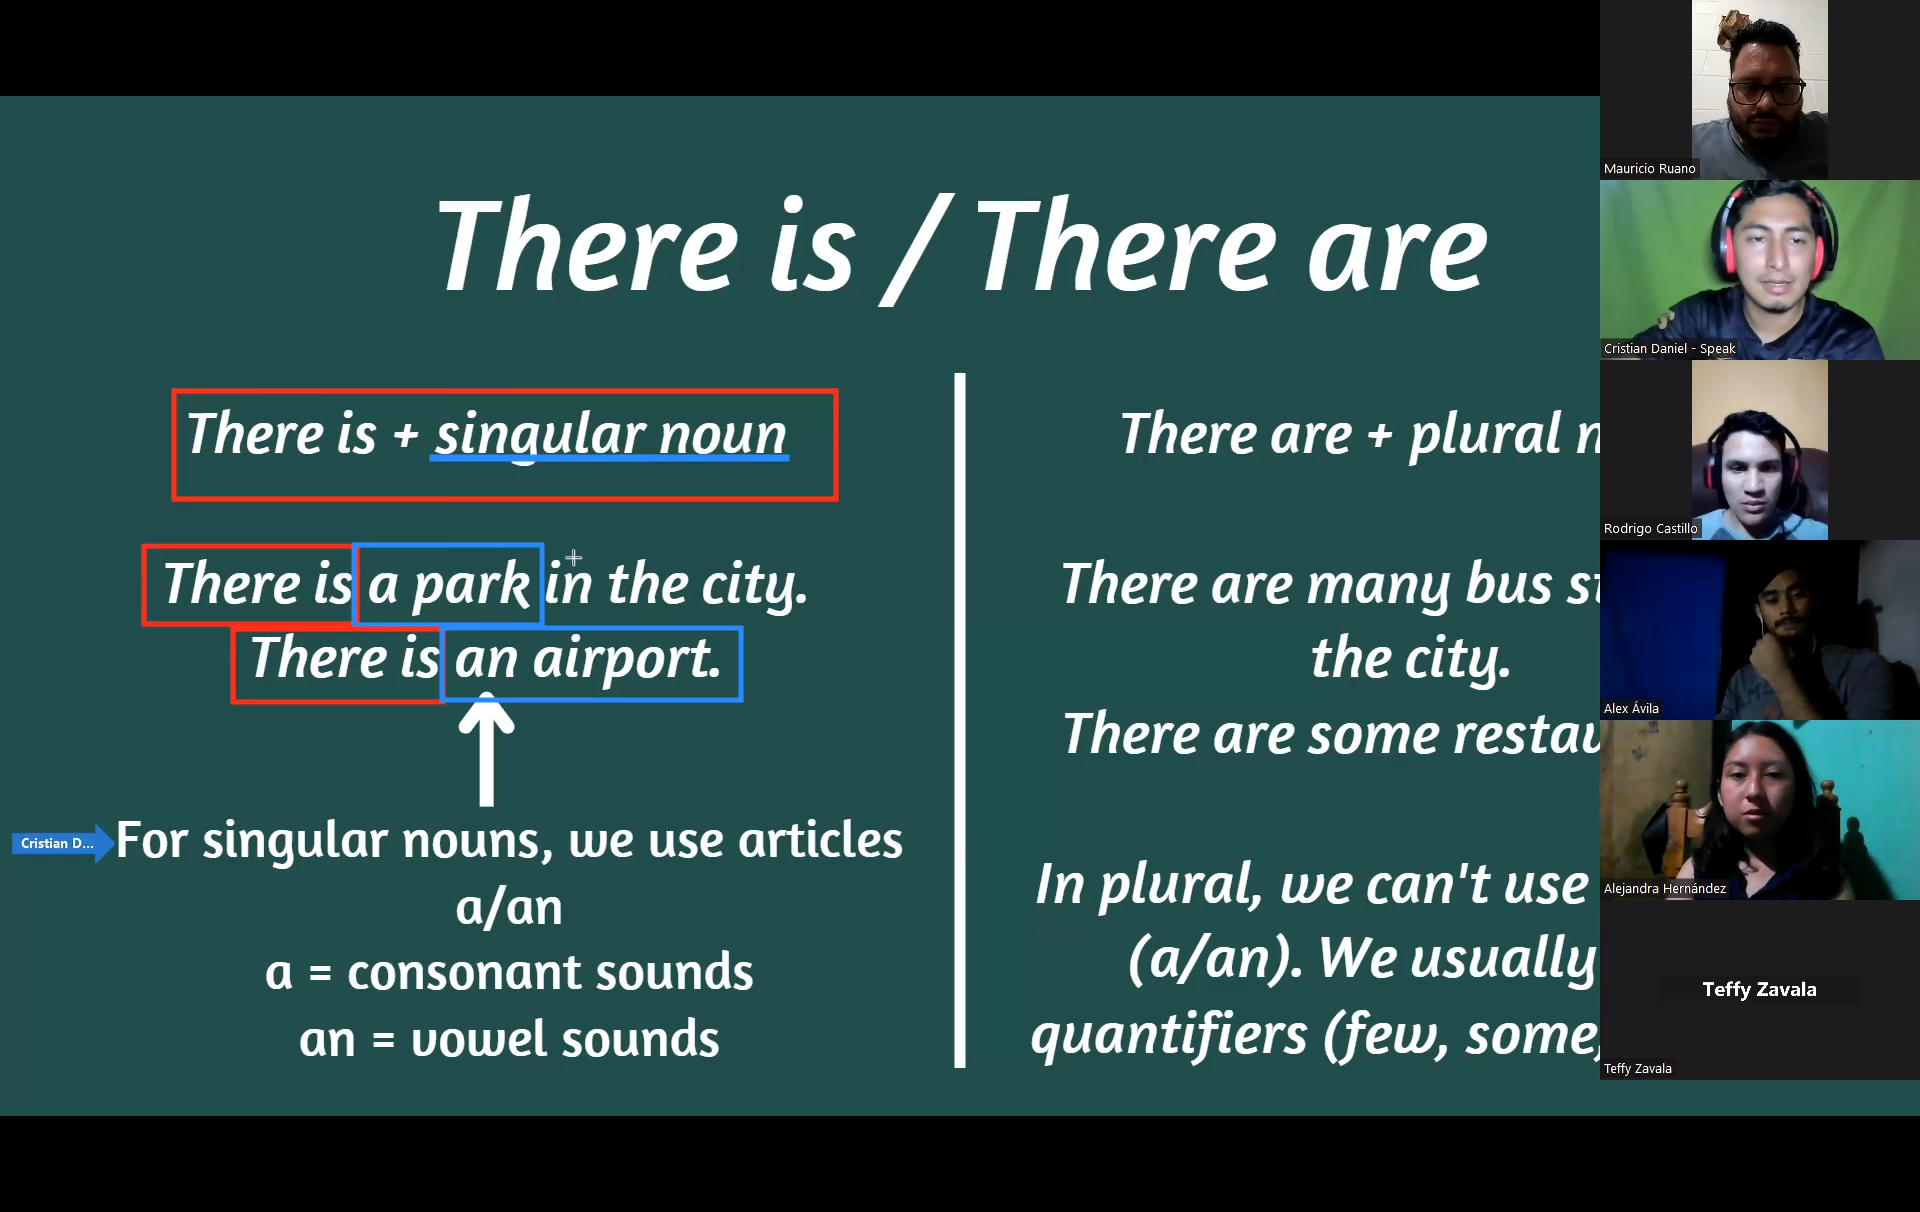 There is / There are
There is + singular noun
There is a park in the city.
There is an airport.
For singular nouns, we use articles
a/an
a = consonant sounds
an = vowel sounds
There are + plural
There are many bus
the city.
There are some
In plural, we can't use
(a/an). We usually
quantifiers (few, some,
Cristian D...
Mauricio Ruano
Cristian Daniel - Speak
Rodrigo Castillo
Alex Ávila
Alejandra Hernández
Teffy Zavala
Teffy Zavala